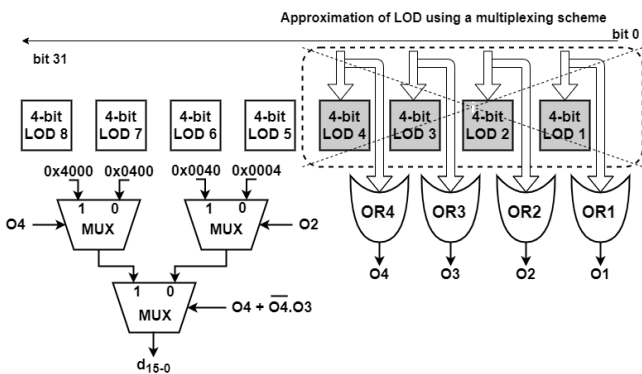 Approximation of LOD using a multiplexing scheme
bit 0
bit 31
4-bit LOD 8
4-bit LOD 7
4-bit LOD 6
4-bit LOD 5
4-bit LOD 4
4-bit LOD 3
4-bit LOD 2
4-bit LOD 1
0x4000 0x0400 0x0040 0x0004
1 0 1 0
O4 MUX MUX O2
OR4 OR3 OR2 OR1
O4 O3 O2 O1
1 0
MUX O4 + O̅4̅.O3
d15-0